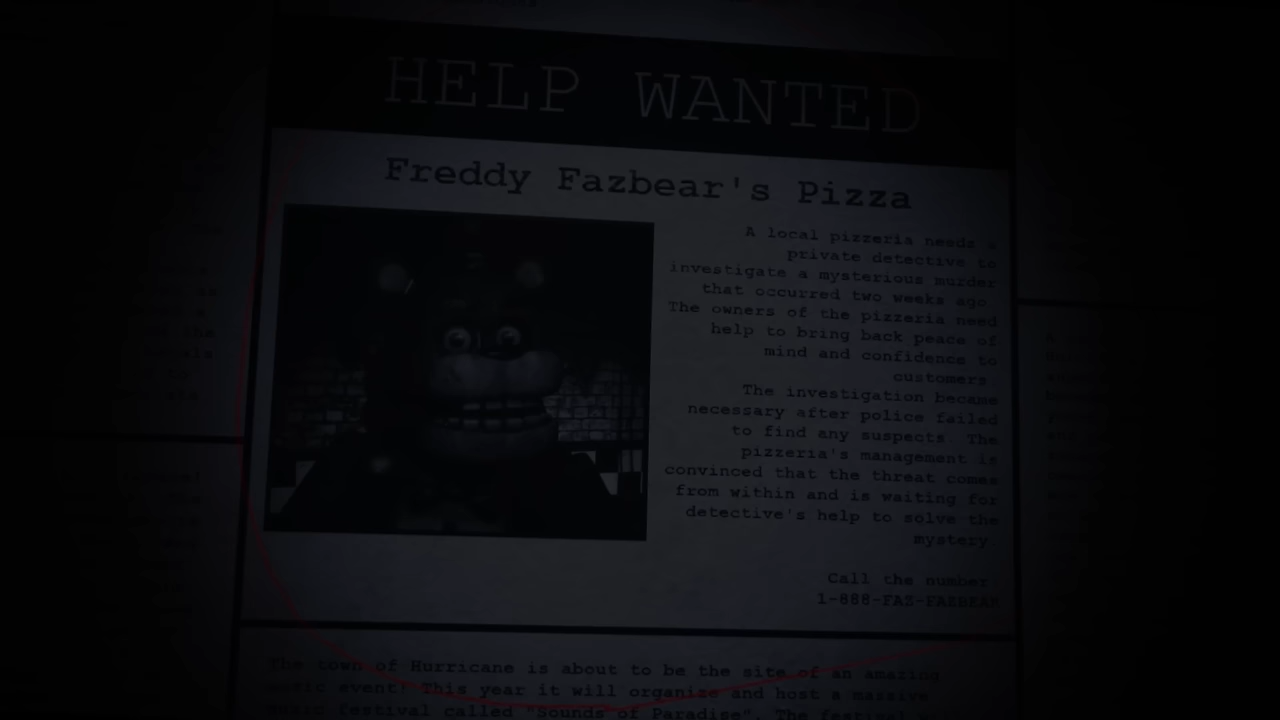 HELP WANTED
Freddy Fazbear's Pizza
A local pizzeria needs a
private detective to
investigate a mysterious murder
that occurred two weeks ago.
The owners of the pizzeria need
help to bring back peace of
mind and confidence to
customers.
The investigation became
necessary after police failed
to find any suspects. The
pizzeria's management is
convinced that the threat comes
from within and is waiting for
detective's help to solve the
mystery.
Call the number!
1-888-FAZ-FAZBEAR
The town of Hurricane is about to be the site of an amazing
music event! This year it will organize and host a massive
music festival called "Sounds of Paradise". The festival